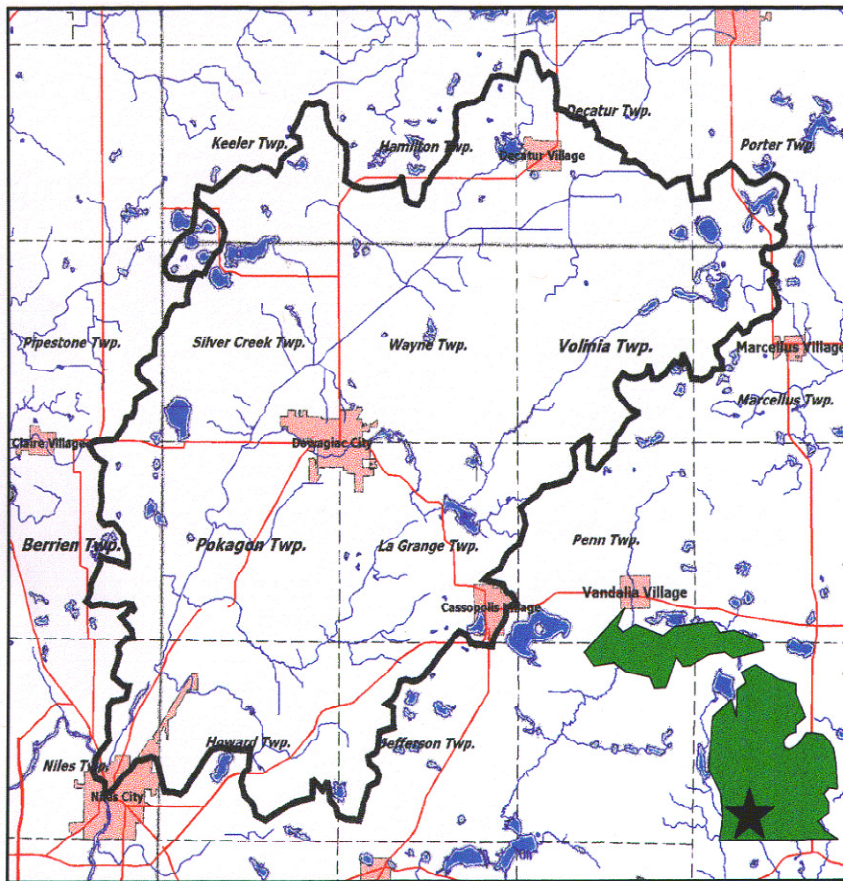 Decatur Twp.
Keeler Twp.
Hamilton Twp.
Porter Twp.
Decatur Village
Pipestone Twp.
Silver Creek Twp.
Wayne Twp.
Volinia Twp.
Marcellus Village
Marcellus Twp.
Claire Village
Dowagiac City
Berrien Twp.
Pokagon Twp.
La Grange Twp.
Penn Twp.
Vandalia Village
Cassopolis Village
Howard Twp.
Jefferson Twp.
Niles Twp.
Niles City